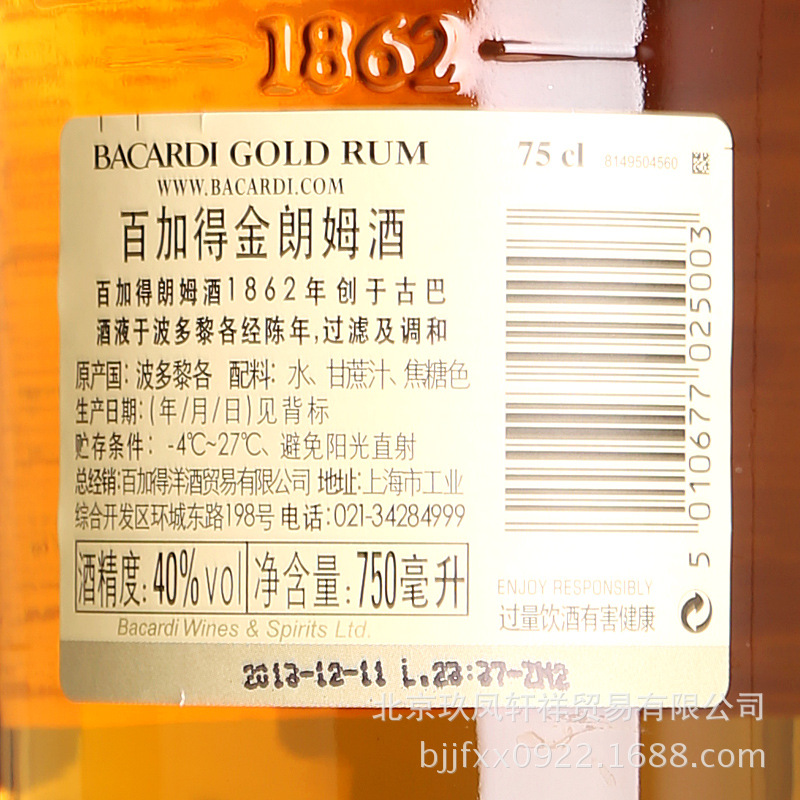 1862
BACARDI GOLD RUM
75 cl
8149504560
WWW.BACARDI.COM
百加得金朗姆酒
百加得朗姆酒1862年创于古巴
酒液于波多黎各经陈年,过滤及调和
原产国: 波多黎各 配料: 水、甘蔗汁、焦糖色
生产日期: (年/月/日)见背标
贮存条件: -4℃~27℃、避免阳光直射
总经销:百加得洋酒贸易有限公司 地址:上海市工业
综合开发区环城东路198号 电话:021-34284999
酒精度: 40%vol 净含量: 750毫升
Bacardi Wines & Spirits Ltd.
5 010677 025003
ENJOY RESPONSIBLY
过量饮酒有害健康
北京玖凤轩祥贸易有限公司
bjjfxx0922.1688.com